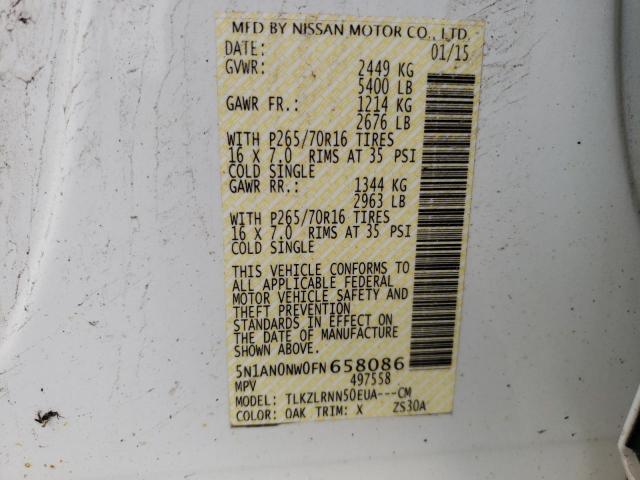 MFD BY NISSAN MOTOR CO., LTD.
DATE: 01/15
GVWR: 2449 KG
5400 LB
GAWR FR.: 1214 KG
2676 LB
WITH P265/70R16 TIRES
16 X 7.0 RIMS AT 35 PSI
COLD SINGLE
GAWR RR.: 1344 KG
2963 LB
WITH P265/70R16 TIRES
16 X 7.0 RIMS AT 35 PSI
COLD SINGLE
THIS VEHICLE CONFORMS TO
ALL APPLICABLE FEDERAL
MOTOR VEHICLE SAFETY AND
THEFT PREVENTION
STANDARDS IN EFFECT ON
THE DATE OF MANUFACTURE
SHOWN ABOVE.
5N1AN0NW0FN658086
MPV 497558
MODEL: TLKZLRNN50EUA---CM
COLOR: QAK TRIM: X ZS30A